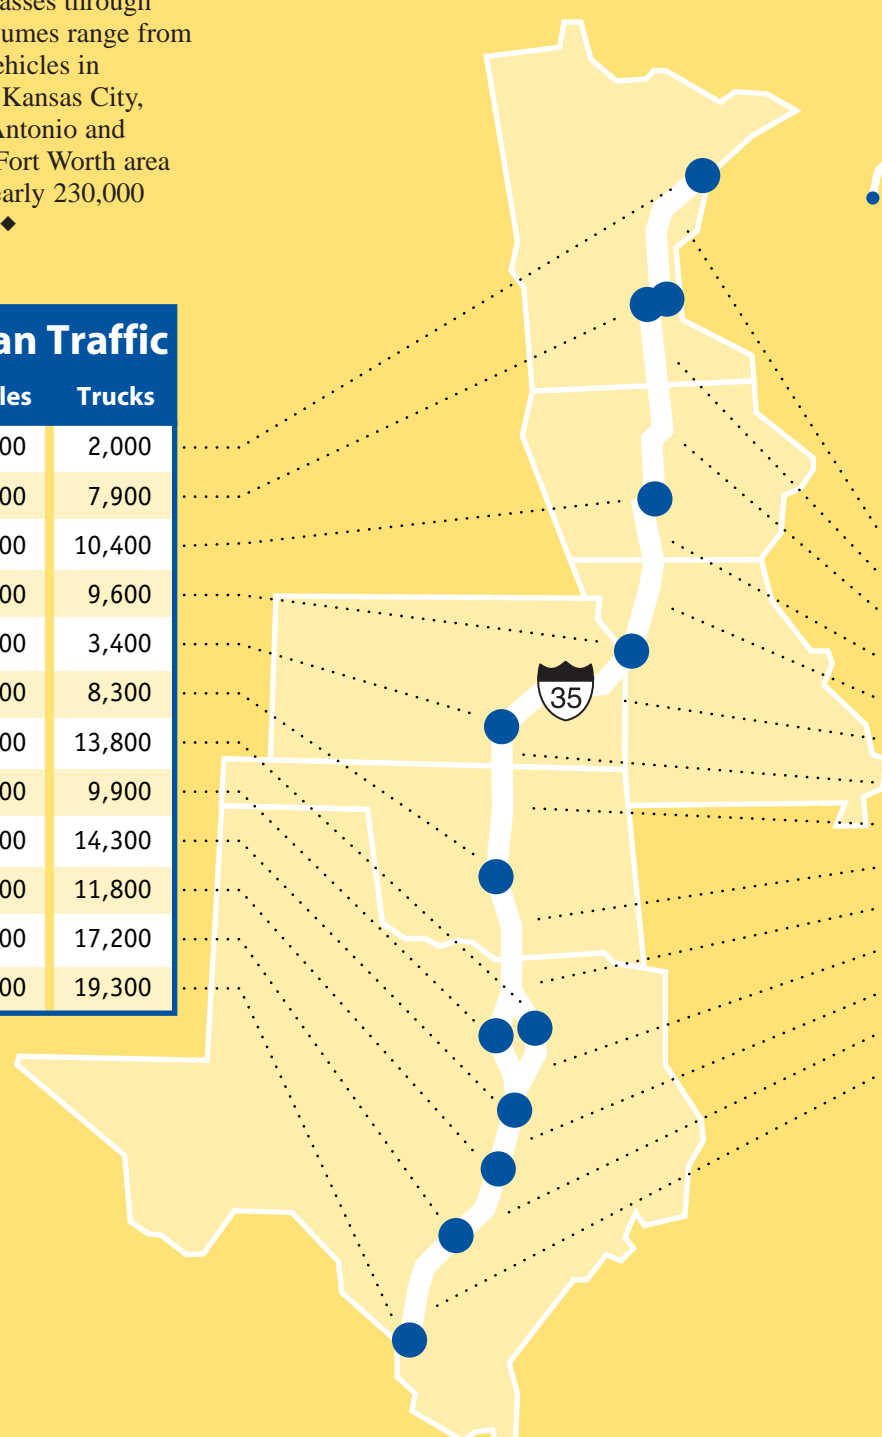 passes through
umes range from
ehicles in
Kansas City,
Antonio and
Fort Worth area
early 230,000
◆
an Traffic
les Trucks
00 2,000
00 7,900
00 10,400
00 9,600
00 3,400
00 8,300
00 13,800
00 9,900
00 14,300
00 11,800
00 17,200
00 19,300
35